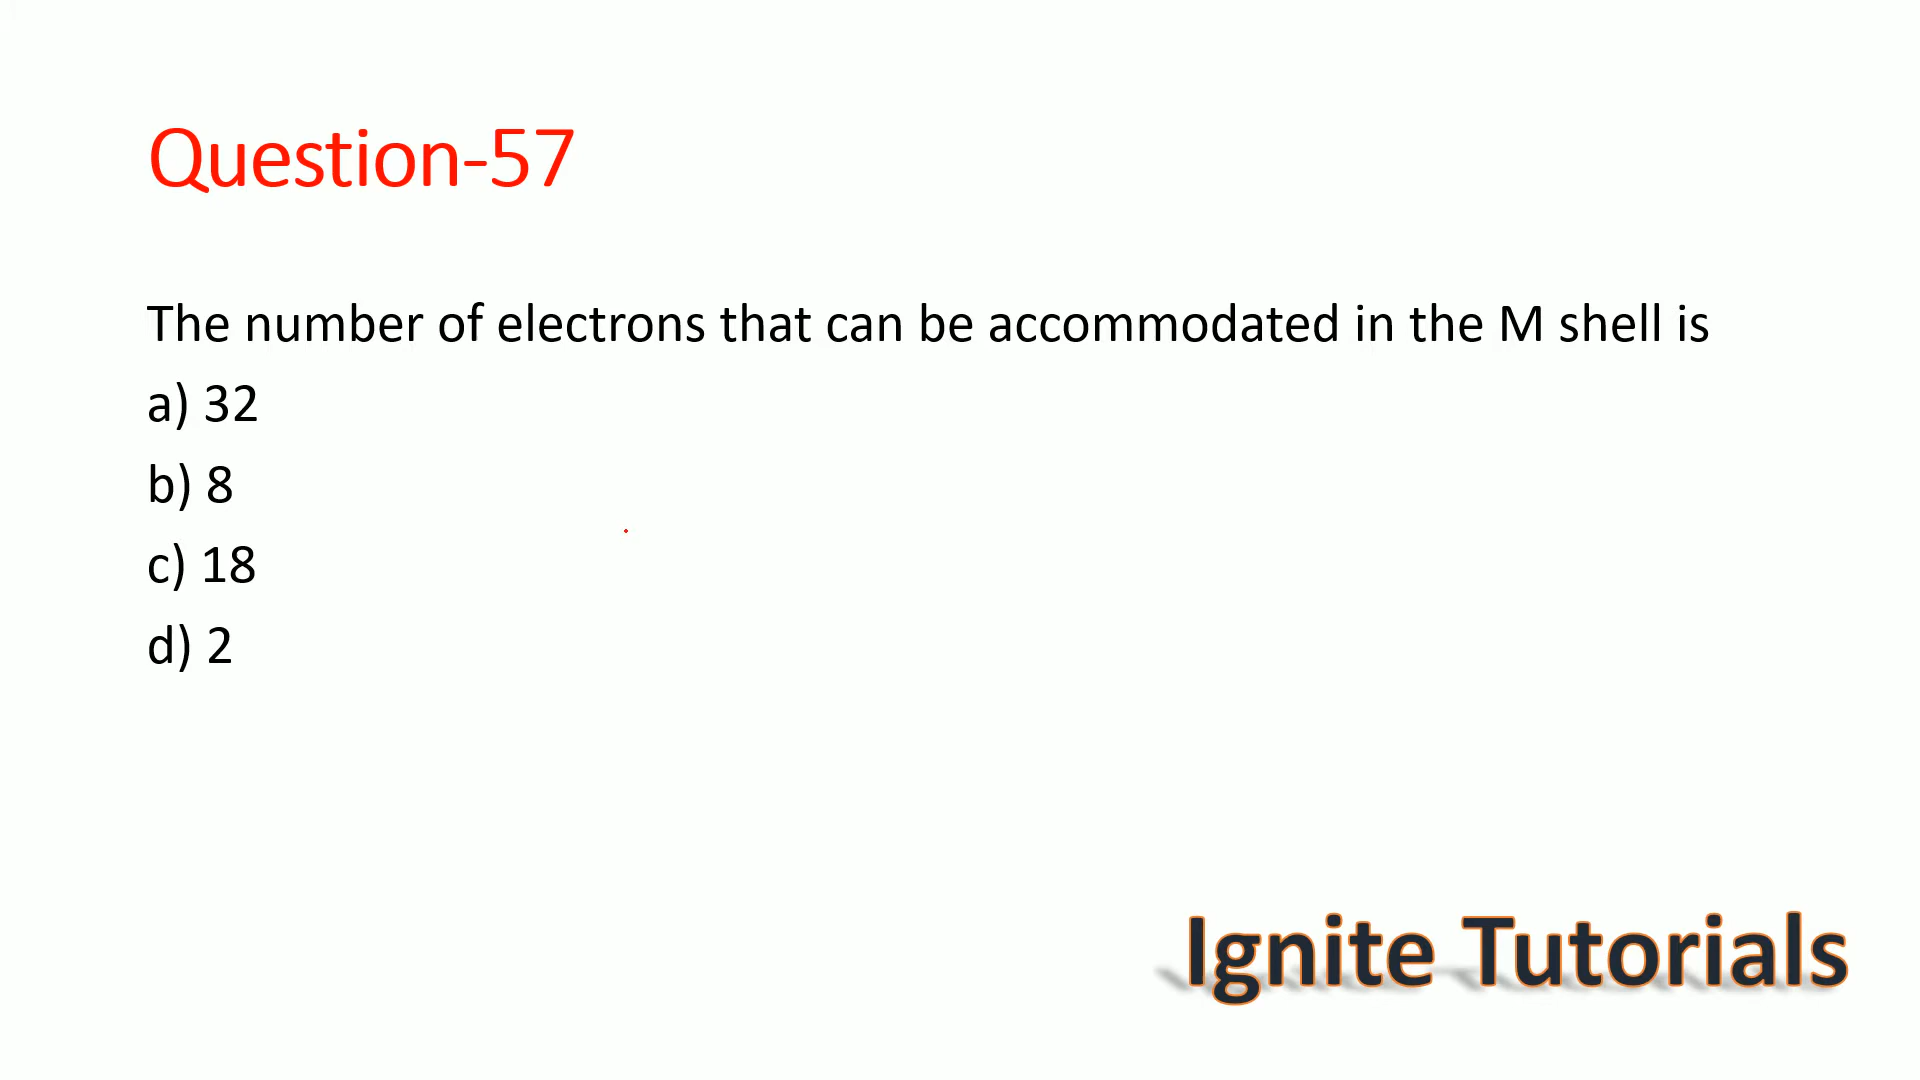 Question-57
The number of electrons that can be accommodated in the M shell is
a) 32
b) 8
c) 18
d) 2
Ignite Tutorials